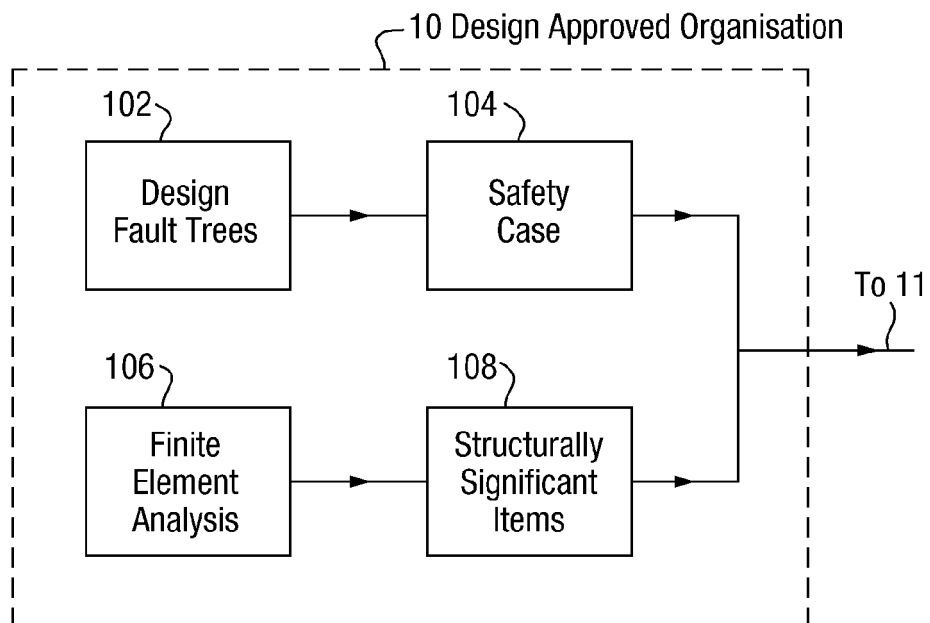 10 Design Approved Organisation
102
104
Design
Fault Trees
Safety
Case
To 11
106
108
Finite
Element
Analysis
Structurally
Significant
Items